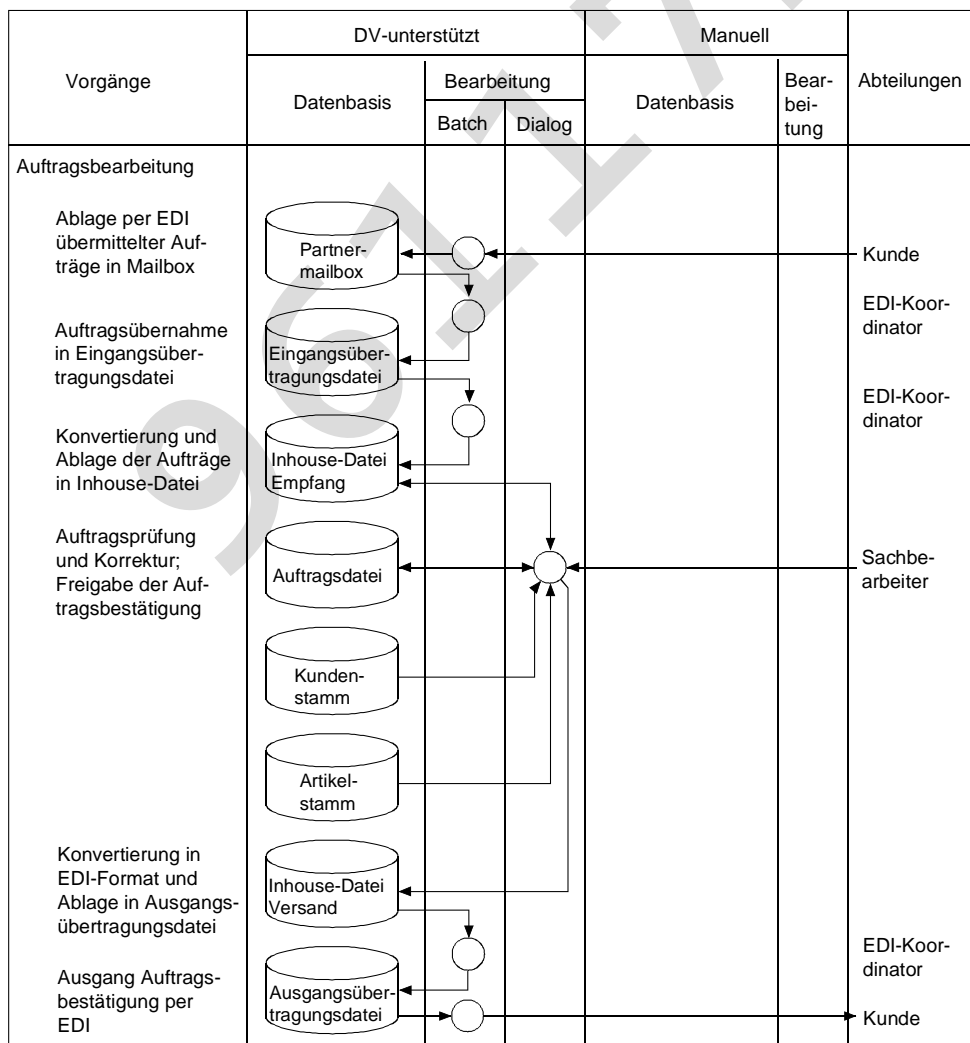 DV-unterstützt
Manuell
Vorgänge
Datenbasis
Bearbeitung
Batch
Dialog
Datenbasis
Bear-
bei-
tung
Abteilungen
Auftragsbearbeitung
Ablage per EDI
übermittelter Auf-
träge in Mailbox
Partner-
mailbox
Kunde
EDI-Koor-
dinator
Auftragsübernahme
in Eingangsüber-
tragungsdatei
Eingangsüber-
tragungsdatei
EDI-Koor-
dinator
Konvertierung und
Ablage der Aufträge
in Inhouse-Datei
Inhouse-Datei
Empfang
Auftragsprüfung
und Korrektur;
Freigabe der Auf-
tragsbestätigung
Auftragsdatei
Sachbe-
arbeiter
Kunden-
stamm
Artikel-
stamm
Konvertierung in
EDI-Format und
Ablage in Ausgangs-
übertragungsdatei
Inhouse-Datei
Versand
EDI-Koor-
dinator
Ausgang Auftrags-
bestätigung per
EDI
Ausgangsüber-
tragungsdatei
Kunde